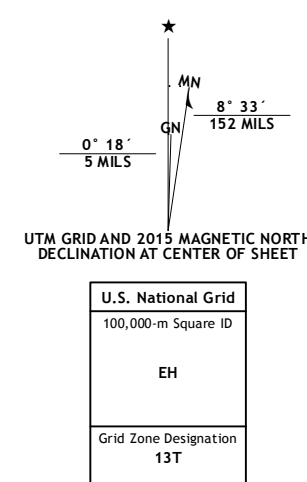 ★
MN
GN
8° 33´
152 MILS
0° 18´
5 MILS
UTM GRID AND 2015 MAGNETIC NORTH
DECLINATION AT CENTER OF SHEET
U.S. National Grid
100,000-m Square ID
EH
Grid Zone Designation
13T